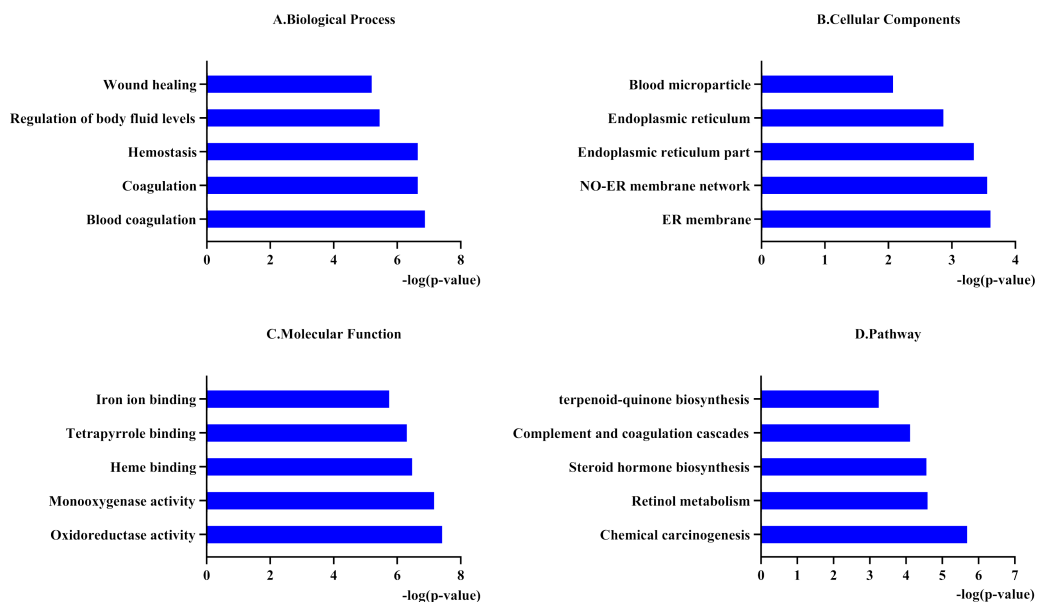 A.Biological Process
Wound healing
Regulation of body fluid levels
Hemostasis
Coagulation
Blood coagulation
0 2 4 6 8
-log(p-value)
B.Cellular Components
Blood microparticle
Endoplasmic reticulum
Endoplasmic reticulum part
NO-ER membrane network
ER membrane
0 1 2 3 4
-log(p-value)
C.Molecular Function
Iron ion binding
Tetrapyrrole binding
Heme binding
Monooxygenase activity
Oxidoreductase activity
0 2 4 6 8
-log(p-value)
D.Pathway
terpenoid-quinone biosynthesis
Complement and coagulation cascades
Steroid hormone biosynthesis
Retinol metabolism
Chemical carcinogenesis
0 1 2 3 4 5 6 7
-log(p-value)